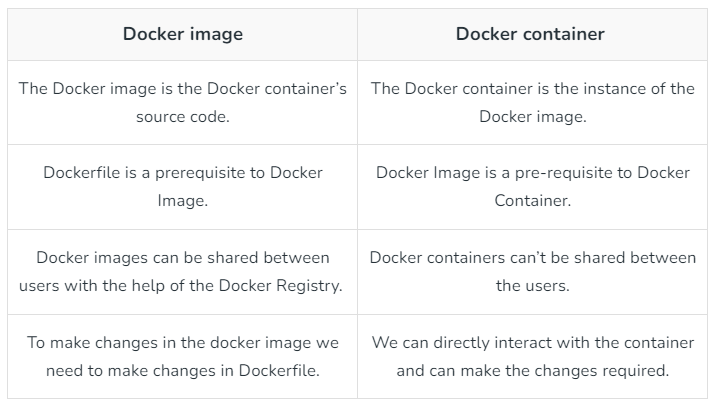 Docker image
Docker container
The Docker image is the Docker container’s
source code.
The Docker container is the instance of the
Docker image.
Dockerfile is a prerequisite to Docker
Image.
Docker Image is a pre-requisite to Docker
Container.
Docker images can be shared between
users with the help of the Docker Registry.
Docker containers can’t be shared between
the users.
To make changes in the docker image we
need to make changes in Dockerfile.
We can directly interact with the container
and can make the changes required.